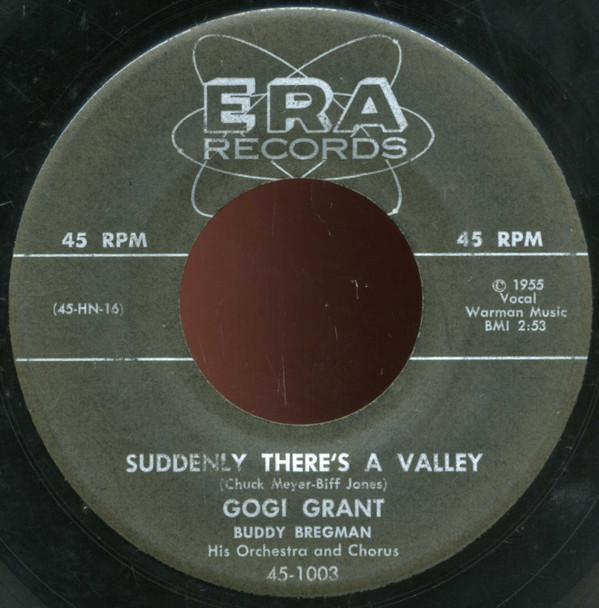 ERA
RECORDS
45 RPM
45 RPM
(45-HN-16)
© 1955
Vocal
Warman Music
BMI 2:53
SUDDENLY THERE'S A VALLEY
(Chuck Meyer-Biff Jones)
GOGI GRANT
BUDDY BREGMAN
His Orchestra and Chorus
45-1003